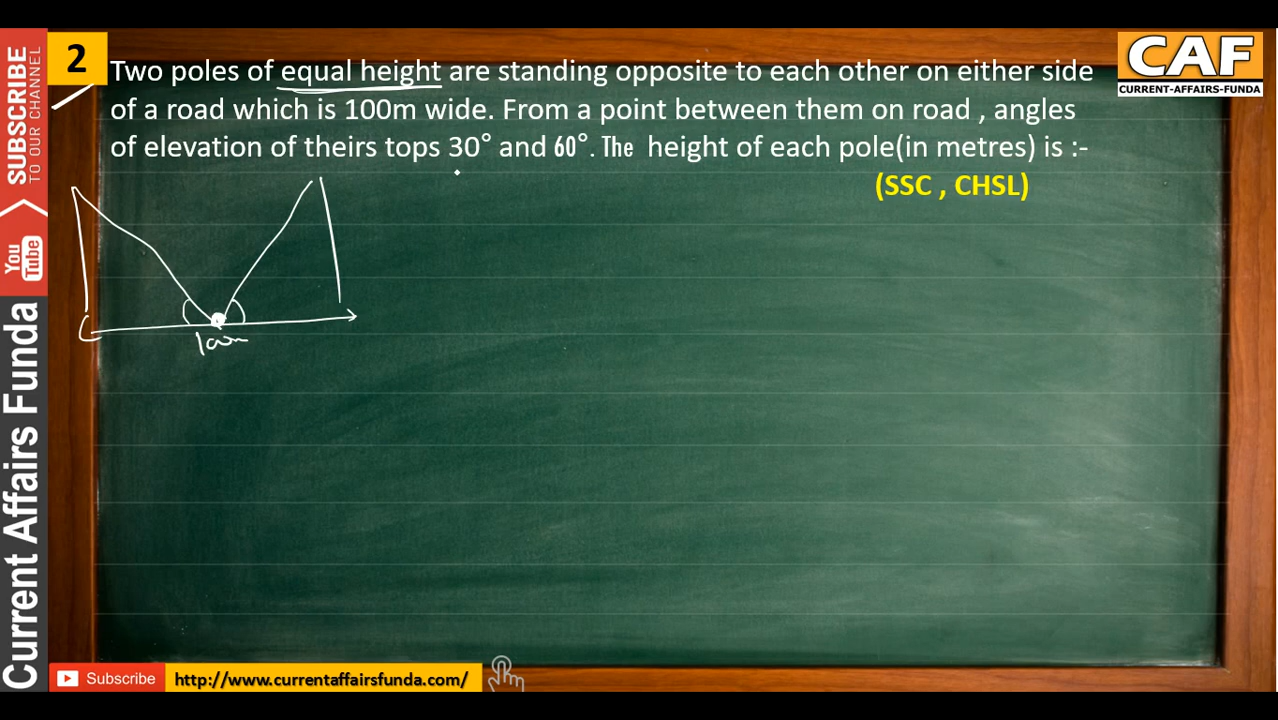 2
Two poles of equal height are standing opposite to each other on either side
of a road which is 100m wide. From a point between them on road , angles
of elevation of theirs tops 30° and 60°. The height of each pole(in metres) is :-
(SSC , CHSL)
CAF
CURRENT-AFFAIRS-FUNDA
SUBSCRIBE
TO OUR CHANNEL
You
Tube
Current Affairs Funda
100m
Subscribe
http://www.currentaffairsfunda.com/